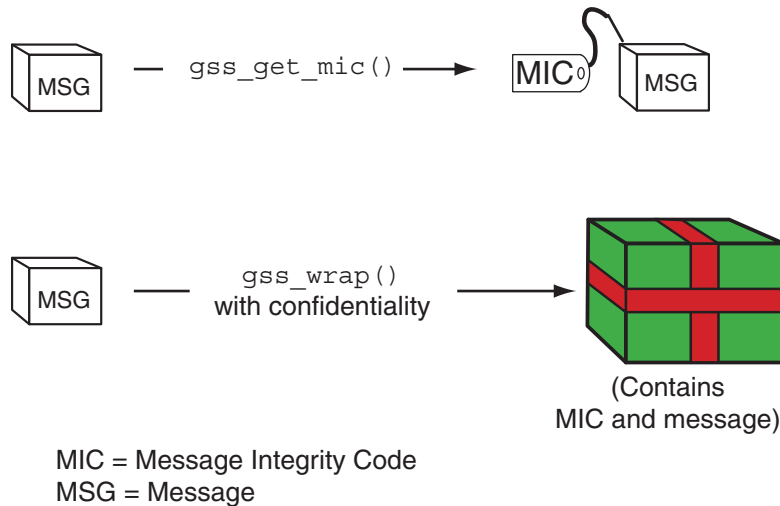 MSG
gss_get_mic()
MIC
MSG
MSG
gss_wrap()
with confidentiality
(Contains
MIC and message)
MIC = Message Integrity Code
MSG = Message